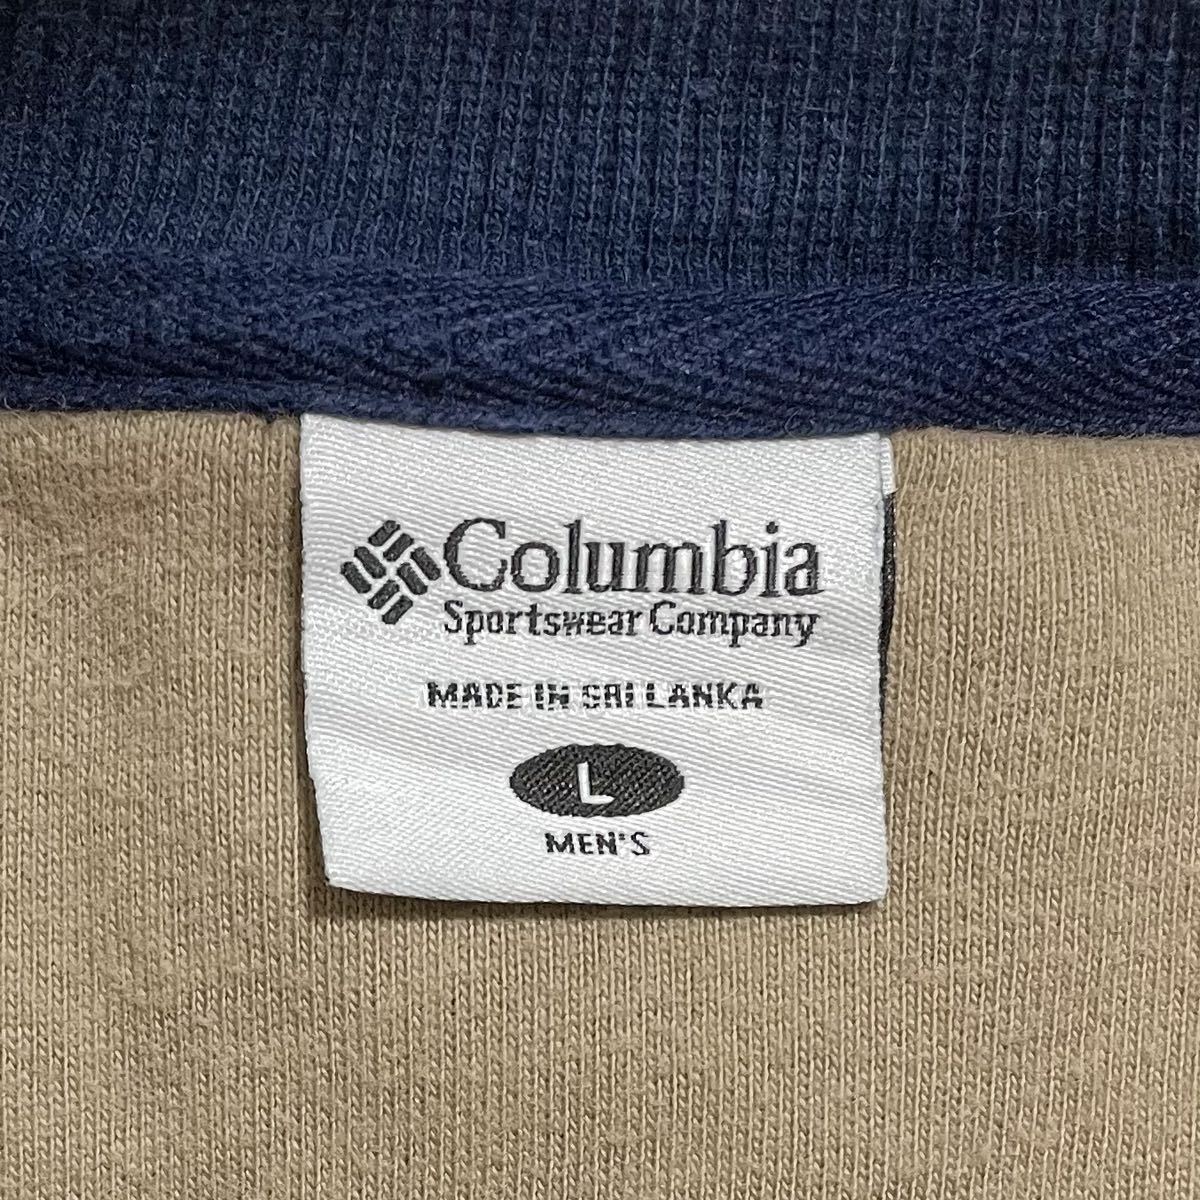 Columbia
Sportswear Company
MADE IN SRI LANKA
L
MEN'S